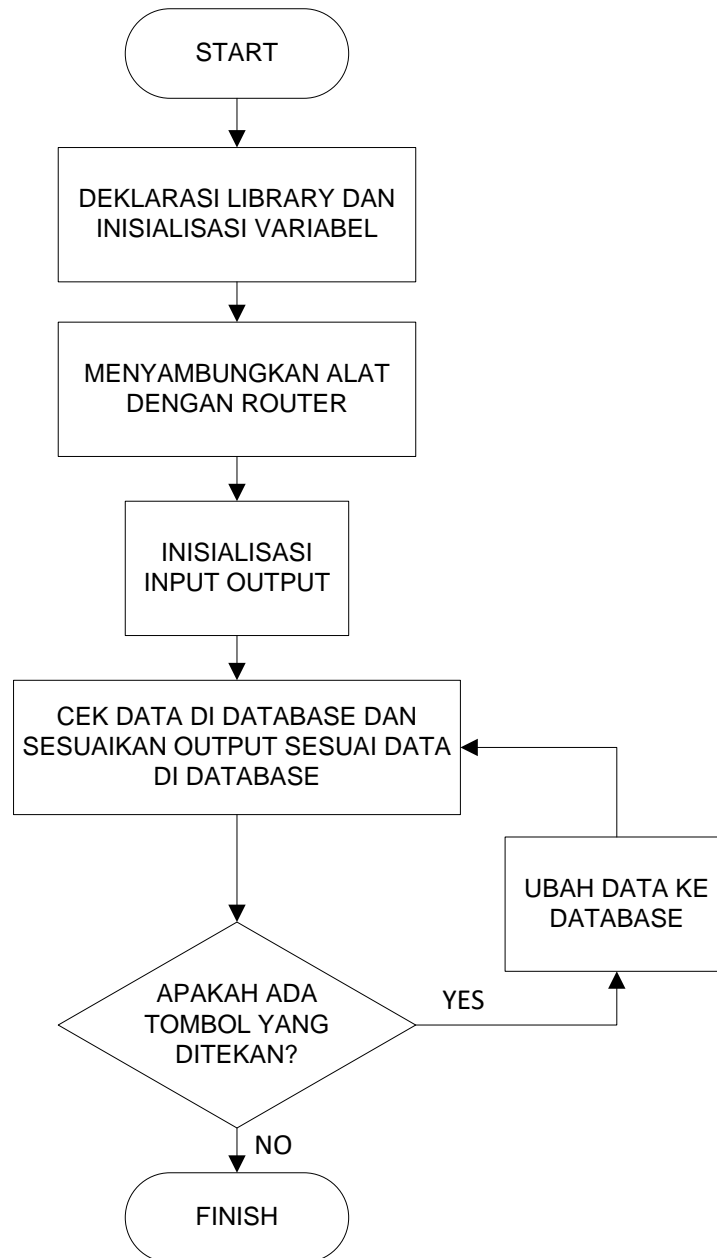 START
DEKLARASI LIBRARY DAN
INISIALISASI VARIABEL
MENYAMBUNGKAN ALAT
DENGAN ROUTER
INISIALISASI
INPUT OUTPUT
CEK DATA DI DATABASE DAN
SESUAIKAN OUTPUT SESUAI DATA
DI DATABASE
UBAH DATA KE
DATABASE
APAKAH ADA
TOMBOL YANG
DITEKAN?
YES
NO
FINISH